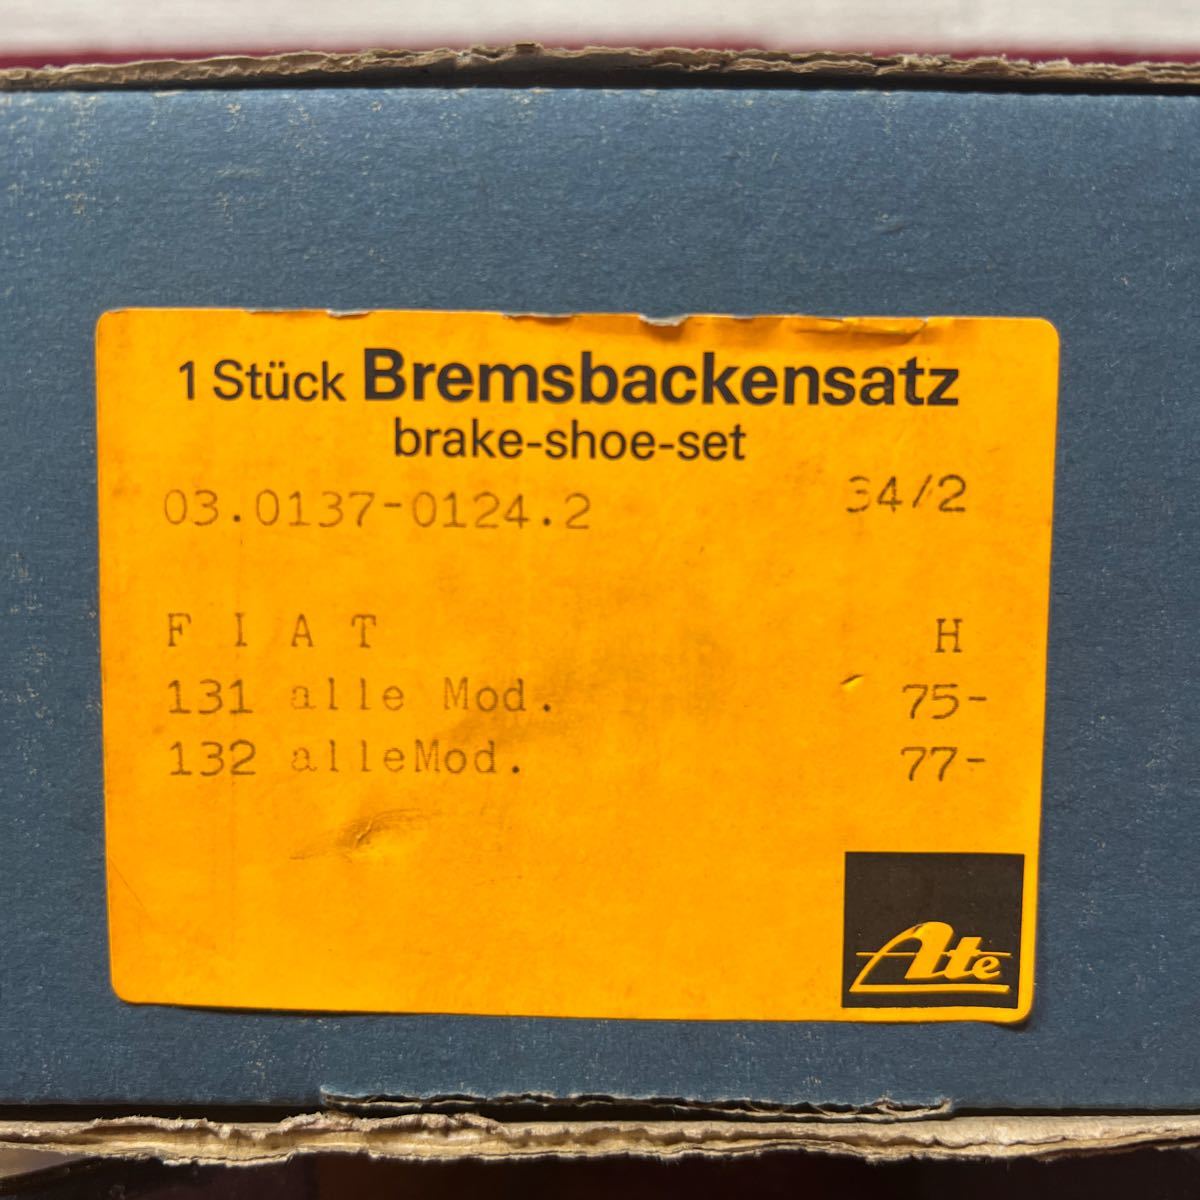 1 Stück Bremsbackensatz
brake-shoe-set
03.0137-0124.2 34/2
F I A T H
131 alle Mod. 75-
132 alleMod. 77-
Ate